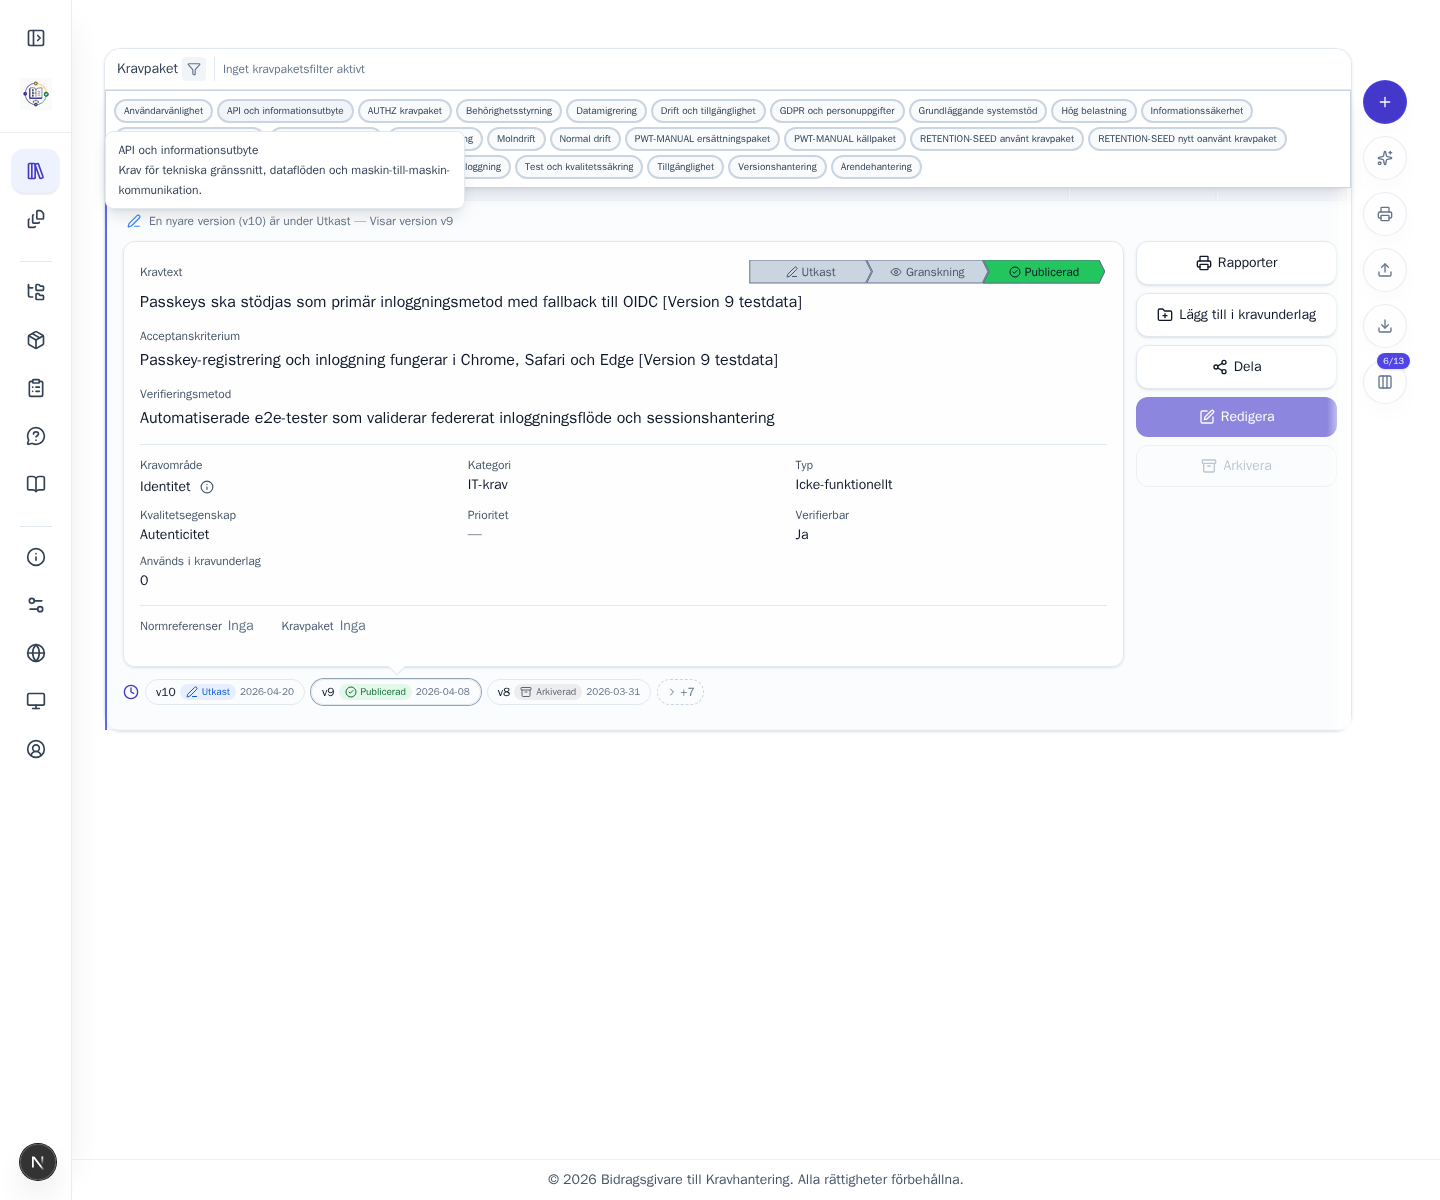 Kravpaket Inget kravpaketsfilter aktivt
Användarvänlighet API och informationsutbyte AUTHZ kravpaket Behörighetsstyrning Datamigrering Drift och tillgänglighet GDPR och personuppgifter Grundläggande systemstöd Hög belastning Informationssäkerhet
Molndrift Normal drift PWT-MANUAL ersättningspaket PWT-MANUAL källpaket RETENTION-SEED använt kravpaket RETENTION-SEED nytt oanvänt kravpaket
Test och kvalitetssäkring Tillgänglighet Versionshantering Ärendehantering
API och informationsutbyte
Krav för tekniska gränssnitt, dataflöden och maskin-till-maskin-
kommunikation.
En nyare version (v10) är under Utkast — Visar version v9
Kravtext
Utkast Granskning Publicerad
Passkeys ska stödjas som primär inloggningsmetod med fallback till OIDC [Version 9 testdata]
Acceptanskriterium
Passkey-registrering och inloggning fungerar i Chrome, Safari och Edge [Version 9 testdata]
Verifieringsmetod
Automatiserade e2e-tester som validerar federerat inloggningsflöde och sessionshantering
Kravområde Kategori Typ
Identitet IT-krav Icke-funktionellt
Kvalitetsegenskap Prioritet Verifierbar
Autenticitet — Ja
Används i kravunderlag
0
Normreferenser Inga Kravpaket Inga
v10 Utkast 2026-04-20 v9 Publicerad 2026-04-08 v8 Arkiverad 2026-03-31 +7
Rapporter
Lägg till i kravunderlag
Dela
Redigera
Arkivera
6/13
N
© 2026 Bidragsgivare till Kravhantering. Alla rättigheter förbehållna.